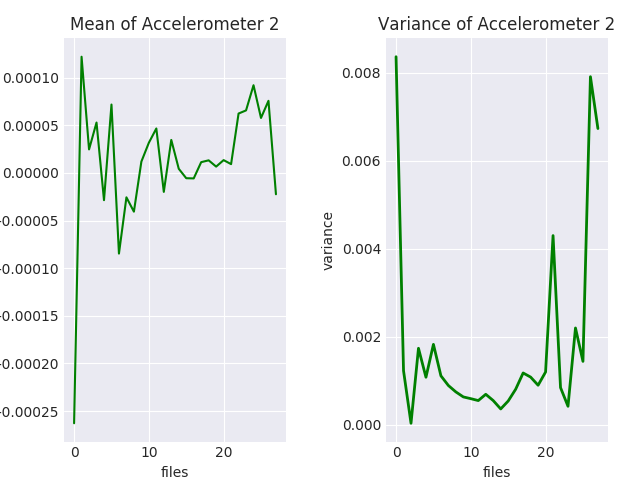 Mean of Accelerometer 2
0.00010
0.00005
0.00000
-0.00005
-0.00010
-0.00015
-0.00020
-0.00025
0 10 20
files
Variance of Accelerometer 2
variance
0.008
0.006
0.004
0.002
0.000
0 10 20
files